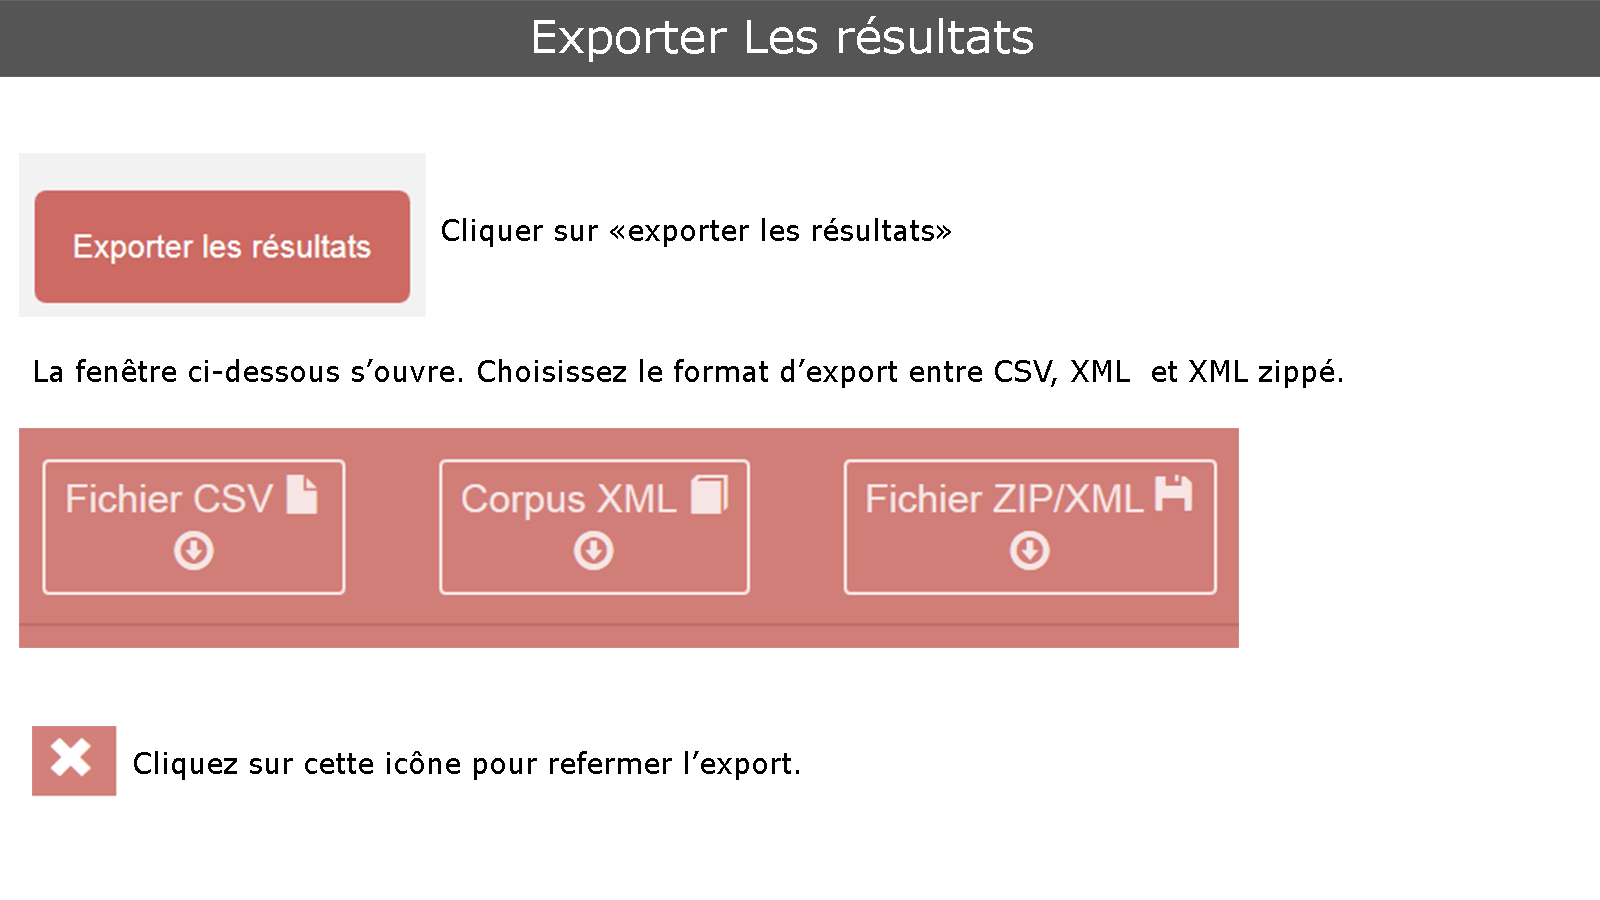 Exporter Les résultats
Exporter les résultats
Cliquer sur «exporter les résultats»
La fenêtre ci-dessous s’ouvre. Choisissez le format d’export entre CSV, XML  et XML zippé.
Fichier CSV
Corpus XML
Fichier ZIP/XML
Cliquez sur cette icône pour refermer l’export.